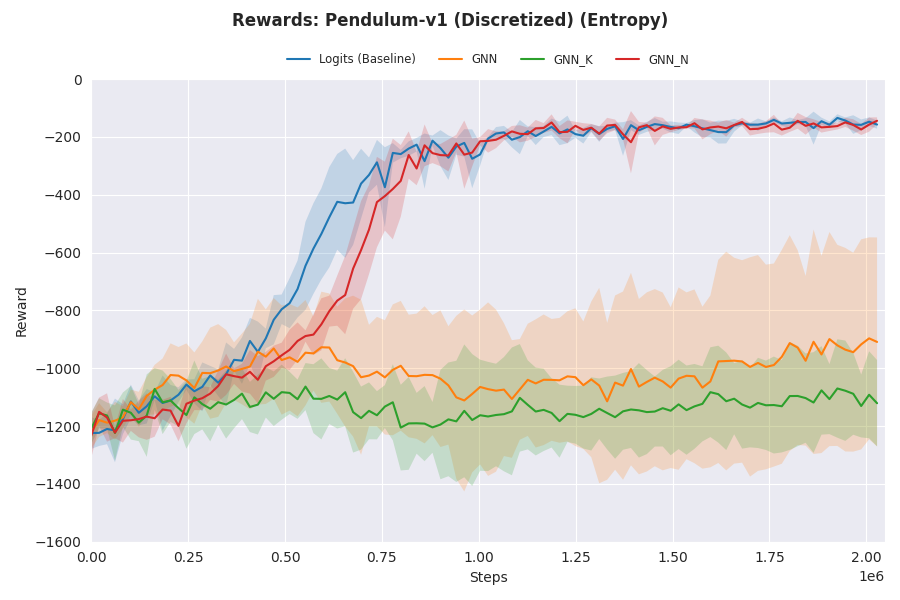 Rewards: Pendulum-v1 (Discretized) (Entropy)
Logits (Baseline) GNN GNN_K GNN_N
0
−200
−400
−600
−800
−1000
−1200
−1400
−1600
Reward
0.00 0.25 0.50 0.75 1.00 1.25 1.50 1.75 2.00
1e6
Steps